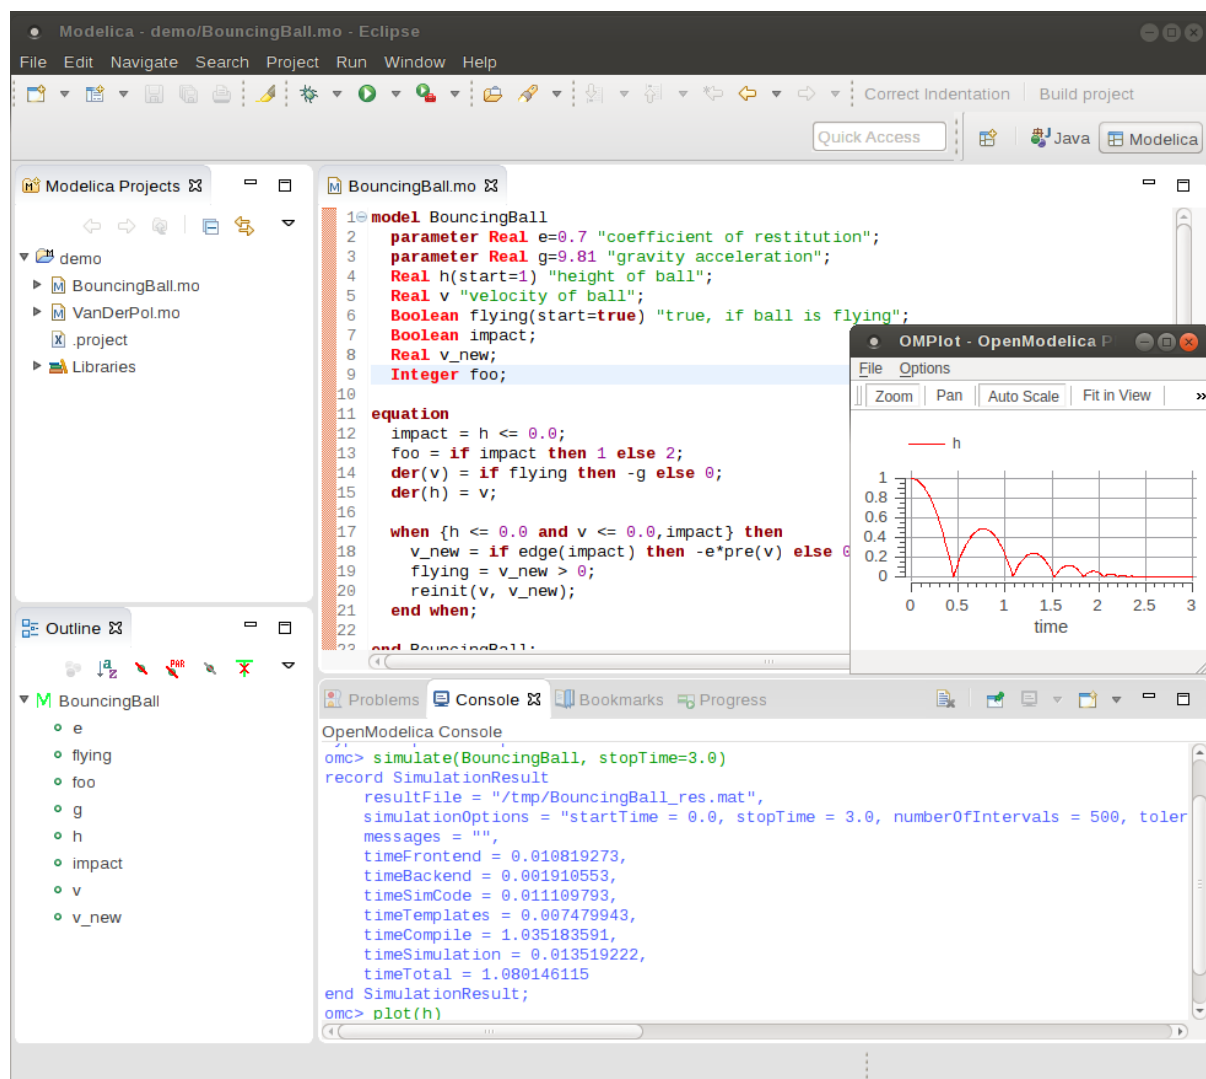 Modelica - demo/BouncingBall.mo - Eclipse
File Edit Navigate Search Project Run Window Help
Correct Indentation Build project
Quick Access Java Modelica
Modelica Projects
demo
BouncingBall.mo
VanDerPol.mo
.project
Libraries
BouncingBall.mo
1 model BouncingBall
2 parameter Real e=0.7 "coefficient of restitution";
3 parameter Real g=9.81 "gravity acceleration";
4 Real h(start=1) "height of ball";
5 Real v "velocity of ball";
6 Boolean flying(start=true) "true, if ball is flying";
7 Boolean impact;
8 Real v_new;
9 Integer foo;
10
11 equation
12 impact = h <= 0.0;
13 foo = if impact then 1 else 2;
14 der(v) = if flying then -g else 0;
15 der(h) = v;
16
17 when {h <= 0.0 and v <= 0.0,impact} then
18 v_new = if edge(impact) then -e*pre(v) else 0
19 flying = v_new > 0;
20 reinit(v, v_new);
21 end when;
22
23 end BouncingBall;
OMPlot - OpenModelica P
File Options
Zoom Pan Auto Scale Fit in View »
h
1
0.8
0.6
0.4
0.2
0
0 0.5 1 1.5 2 2.5 3
time
Outline
BouncingBall
e
flying
foo
g
h
impact
v
v_new
Problems Console Bookmarks Progress
OpenModelica Console
omc> simulate(BouncingBall, stopTime=3.0)
record SimulationResult
resultFile = "/tmp/BouncingBall_res.mat",
simulationOptions = "startTime = 0.0, stopTime = 3.0, numberOfIntervals = 500, toler
messages = "",
timeFrontend = 0.010819273,
timeBackend = 0.001910553,
timeSimCode = 0.011109793,
timeTemplates = 0.007479943,
timeCompile = 1.035183591,
timeSimulation = 0.013519222,
timeTotal = 1.080146115
end SimulationResult;
omc> plot(h)